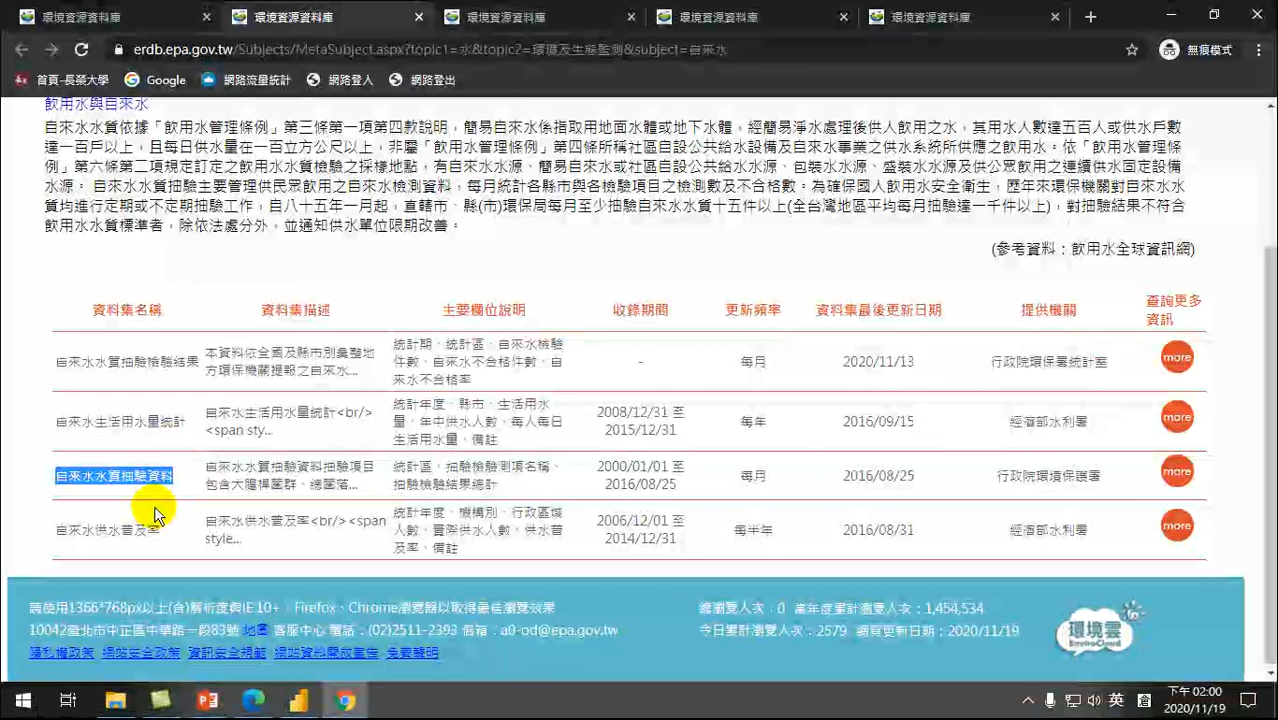 環境資源資料庫
環境資源資料庫
環境資源資料庫
環境資源資料庫
環境資源資料庫
erdb.epa.gov.tw/Subjects/MetaSubject.aspx?topic1=水&topic2=環境及生態監測&subject=自來水
無痕模式
首頁-長榮大學 Google 網路流量統計 網路登入 網路登出
飲用水與自來水
自來水水質依據「飲用水管理條例」第三條第一項第四款說明，簡易自來水係指取用地面水體或地下水體，經簡易淨水處理後供人飲用之水，其用水人數達五百人或供水戶數
達一百戶以上，且每日供水量在一百立方公尺以上，非屬「飲用水管理條例」第四條所稱社區自設公共給水設備及自來水事業之供水系統所供應之飲用水。依「飲用水管理條
例」第六條第二項規定訂定之飲用水水質檢驗之採樣地點，有自來水水源、簡易自來水或社區自設公共給水水源、包裝水水源、盛裝水水源及供公眾飲用之連續供水固定設備
水源。 自來水水質抽驗主要管理供民眾飲用之自來水檢測資料，每月統計各縣市與各檢驗項目之檢測數及不合格數。為確保國人飲用水安全衛生，歷年來環保機關對自來水水
質均進行定期或不定期抽驗工作，自八十五年一月起，直轄市、縣(市)環保局每月至少抽驗自來水水質十五件以上(全台灣地區平均每月抽驗達一千件以上)，對抽驗結果不符合
飲用水水質標準者，除依法處分外，並通知供水單位限期改善。
(參考資料：飲用水全球資訊網)
資料集名稱 資料集描述 主要欄位說明 收錄期間 更新頻率 資料集最後更新日期 提供機關 查詢更多
資訊
自來水水質抽驗檢驗結果 本資料依全國及縣市別彙整地
方環保機關提報之自來水... 統計期、統計區、自來水檢驗
件數、自來水不合格件數、自
來水不合格率 - 每月 2020/11/13 行政院環保署統計室 more
自來水生活用水量統計 自來水生活用水量統計<br/>
<span sty... 統計年度、縣市、生活用水
量、年中供水人數、每人每日
生活用水量、備註 2008/12/31 至
2015/12/31 每年 2016/09/15 經濟部水利署 more
自來水水質抽驗資料 自來水水質抽驗資料抽驗項目
包含大腸桿菌群、總菌落... 統計區、抽驗檢驗測項名稱、
抽驗檢驗結果總計 2000/01/01 至
2016/08/25 每月 2016/08/25 行政院環境保護署 more
自來水供水普及率 自來水供水普及率<br/><span
style... 統計年度、機構別、行政區域
人數、實際供水人數、供水普
及率、備註 2006/12/01 至
2014/12/31 每半年 2016/08/31 經濟部水利署 more
請使用1366*768px以上(含)解析度與IE 10+、Firefox、Chrome瀏覽器以取得最佳瀏覽效果
10042臺北市中正區中華路一段83號 地圖 客服中心 電話：(02)2511-2393 信箱：a0-od@epa.gov.tw
隱私權政策 網站安全政策 資訊安全規範 網站資料開放宣告 免責聲明
總瀏覽人次：0 當年度累計瀏覽人次：1,454,534
今日累計瀏覽人次：2579 網頁更新日期：2020/11/19
環境雲
EnviroCloud
英
下午 02:00
2020/11/19